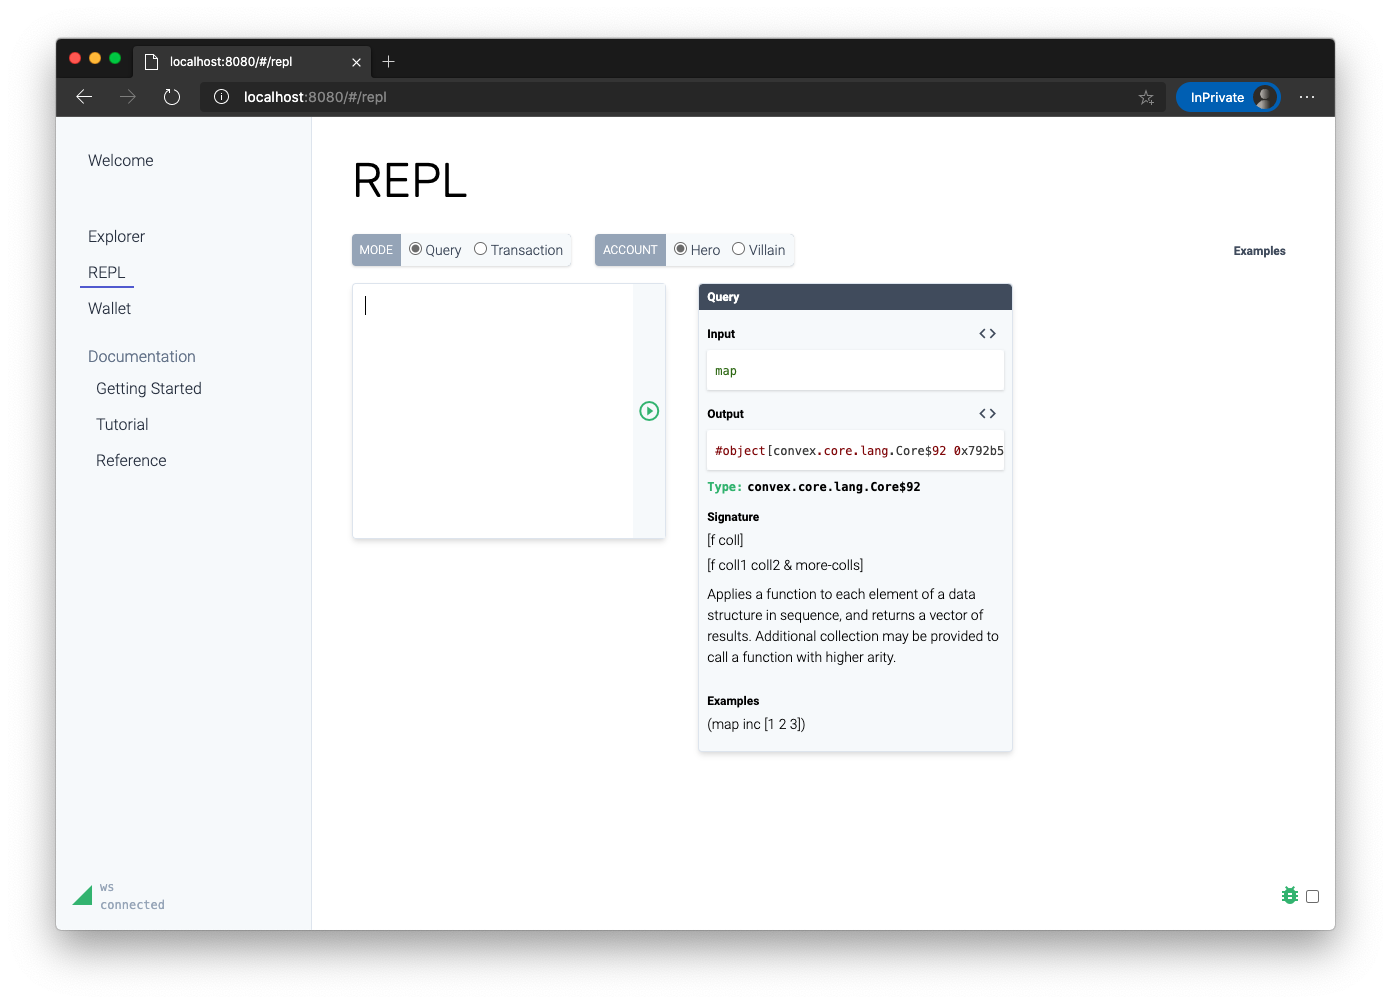 localhost:8080/#/repl
localhost:8080/#/repl
InPrivate
Welcome
Explorer
REPL
Wallet
Documentation
Getting Started
Tutorial
Reference
ws
connected
REPL
MODE Query Transaction ACCOUNT Hero Villain Examples
Query
Input <>
map
Output <>
#object[convex.core.lang.Core$92 0x792b5
Type: convex.core.lang.Core$92
Signature
[f coll]
[f coll1 coll2 & more-colls]
Applies a function to each element of a data
structure in sequence, and returns a vector of
results. Additional collection may be provided to
call a function with higher arity.
Examples
(map inc [1 2 3])